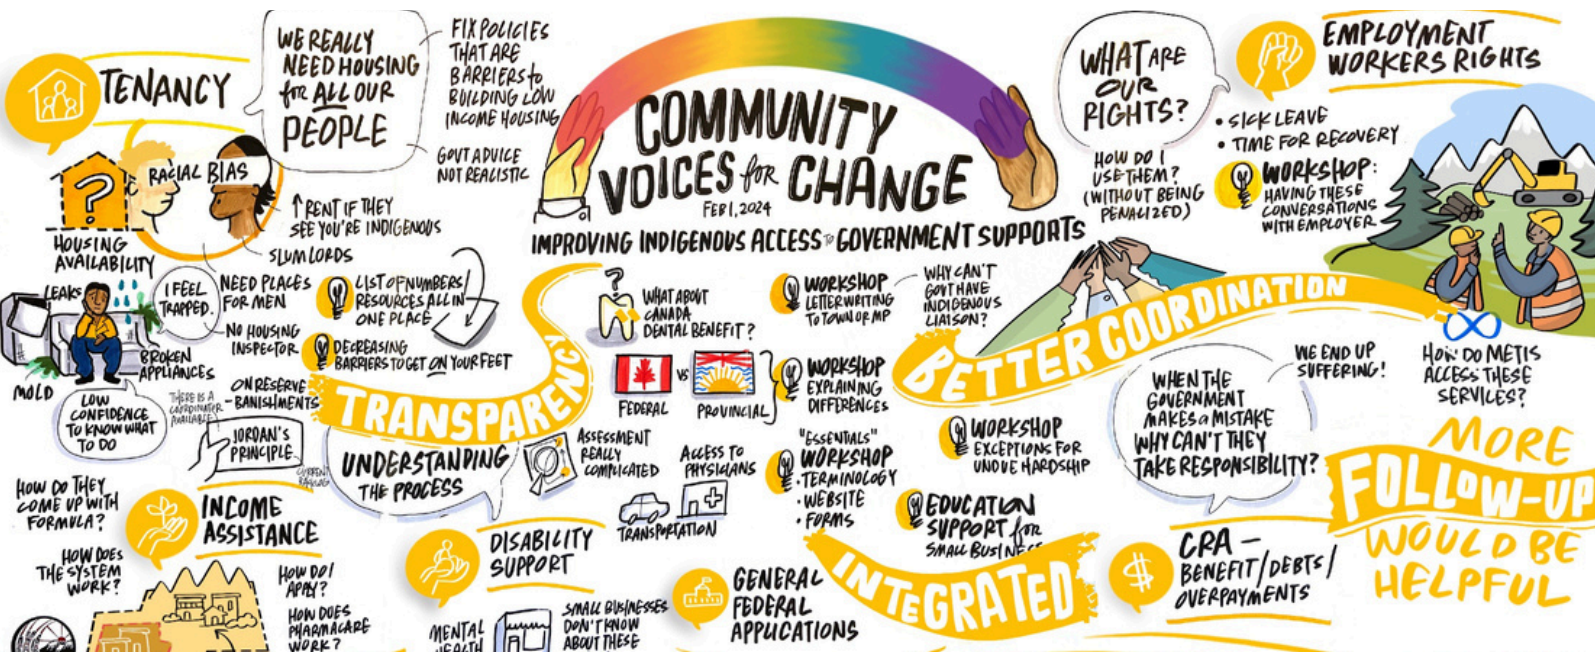 TENANCY
WE REALLY
NEED HOUSING
for ALL OUR
PEOPLE
FIX POLICIES
THAT ARE
BARRIERS to
BUILDING LOW
INCOME HOUSING
GOVT ADVICE
NOT REALISTIC
RACIAL BIAS
↑ RENT IF THEY
SEE YOU'RE INDIGENOUS
SLUM LORDS
?
HOUSING
AVAILABILITY
LEAKS
I FEEL
TRAPPED.
NEED PLACES
FOR MEN
NO HOUSING
INSPECTOR
BROKEN
APPLIANCES
MOLD
LOW
CONFIDENCE
TO KNOW WHAT
TO DO
LIST OF NUMBERS/
RESOURCES ALL IN
ONE PLACE
DECREASING
BARRIERS TO GET ON YOUR FEET
ON RESERVE
- BANISHMENTS
THERE IS A
COORDINATOR
AVAILABLE
JORDAN'S
PRINCIPLE
CURRENT
BACKLOG
COMMUNITY
VOICES for CHANGE
FEB 1, 2024
IMPROVING INDIGENOUS ACCESS to GOVERNMENT SUPPORTS
TRANSPARENCY
?
WHAT ABOUT
CANADA
DENTAL BENEFIT?
VS
FEDERAL
PROVINCIAL
WORKSHOP
LETTER WRITING
TO TOWN OR MP
WHY CAN'T
GOVT HAVE
INDIGENOUS
LIAISON?
WORKSHOP
EXPLAINING
DIFFERENCES
"ESSENTIALS"
WORKSHOP
• TERMINOLOGY
• WEBSITE
• FORMS
UNDERSTANDING
THE PROCESS
ASSESSMENT
REALLY
COMPLICATED
ACCESS TO
PHYSICIANS
TRANSPORTATION
WHAT ARE
OUR
RIGHTS?
HOW DO I
USE THEM?
(WITHOUT BEING
PENALIZED)
EMPLOYMENT
WORKERS RIGHTS
• SICK LEAVE
• TIME FOR RECOVERY
WORKSHOP:
HAVING THESE
CONVERSATIONS
WITH EMPLOYER
BETTER COORDINATION
WORKSHOP
EXCEPTIONS FOR
UNDUE HARDSHIP
EDUCATION
SUPPORT for
SMALL BUSINESS
WHEN THE
GOVERNMENT
MAKES a MISTAKE
WHY CAN'T THEY
TAKE RESPONSIBILITY?
WE END UP
SUFFERING!
HOW DO METIS
ACCESS THESE
SERVICES?
MORE
FOLLOW-UP
WOULD BE
HELPFUL
HOW DO THEY
COME UP WITH
FORMULA?
HOW DOES
THE SYSTEM
WORK?
INCOME
ASSISTANCE
HOW DO I
APPLY?
HOW DOES
PHARMACARE
WORK?
DISABILITY
SUPPORT
MENTAL
HEALTH
SMALL BUSINESSES
DON'T KNOW
ABOUT THESE
GENERAL
FEDERAL
APPLICATIONS
INTEGRATED
$
CRA -
BENEFIT/DEBTS/
OVERPAYMENTS